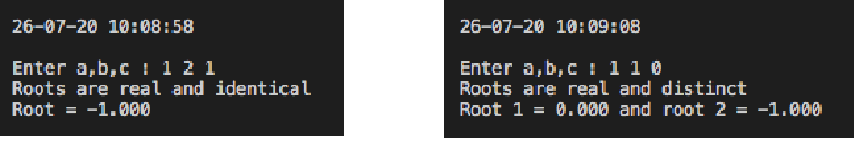 26-07-20 10:08:58
Enter a,b,c : 1 2 1
Roots are real and identical
Root = -1.000
26-07-20 10:09:08
Enter a,b,c : 1 1 0
Roots are real and distinct
Root 1 = 0.000 and root 2 = -1.000